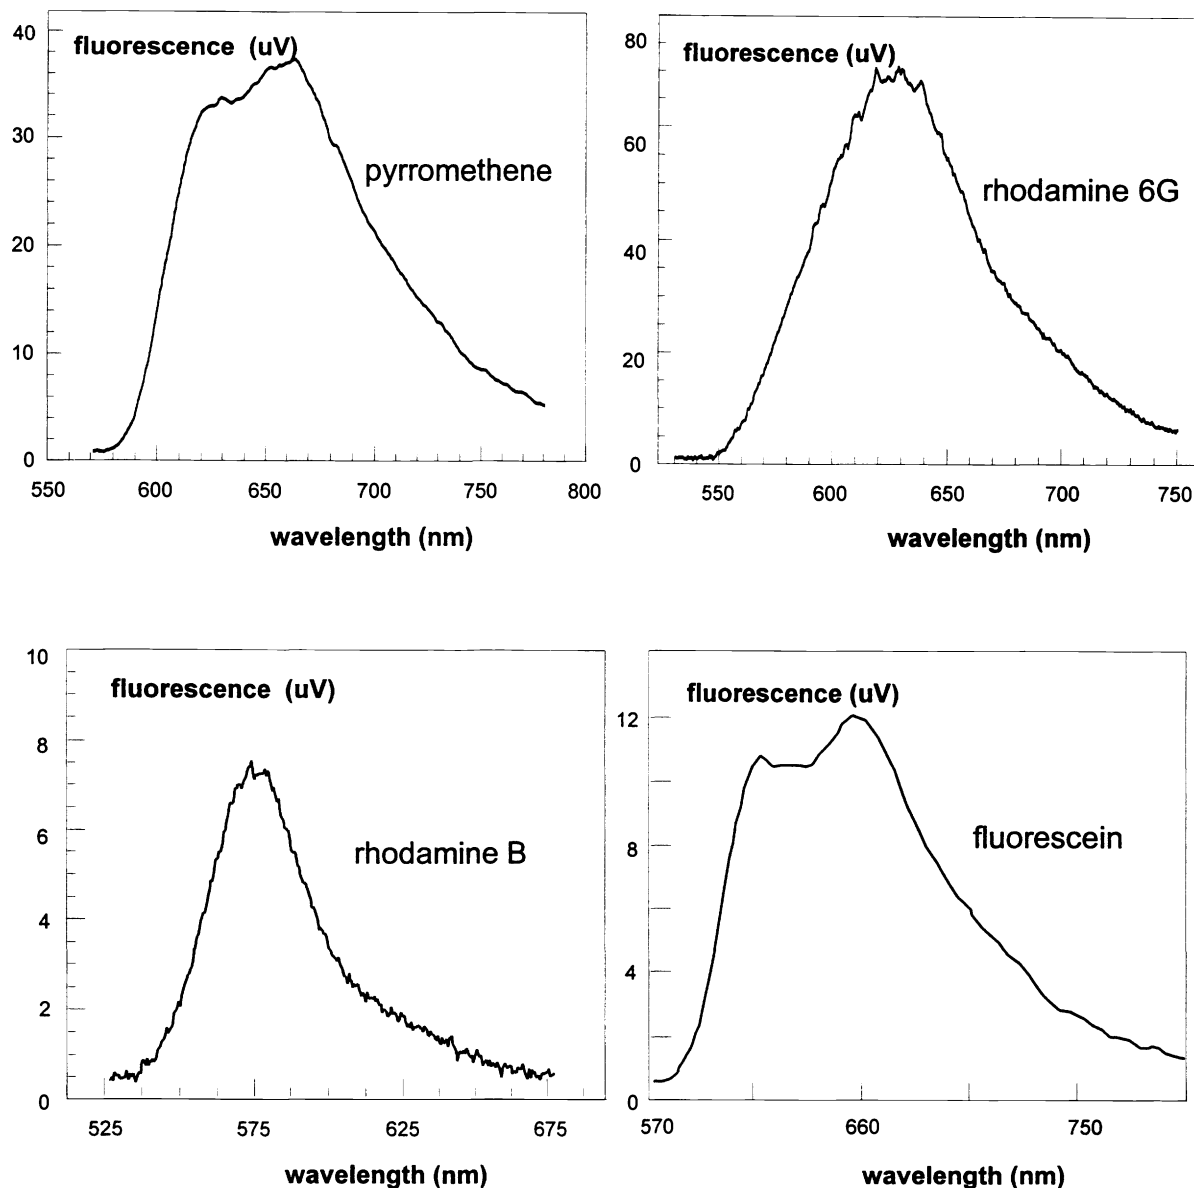 40
30
20
10
0
fluorescence (uV)
pyrromethene
550 600 650 700 750 800
wavelength (nm)
80
60
40
20
0
fluorescence (uV)
rhodamine 6G
550 600 650 700 750
wavelength (nm)
10
8
6
4
2
0
fluorescence (uV)
rhodamine B
525 575 625 675
wavelength (nm)
12
8
4
0
fluorescence (uV)
fluorescein
570 660 750
wavelength (nm)